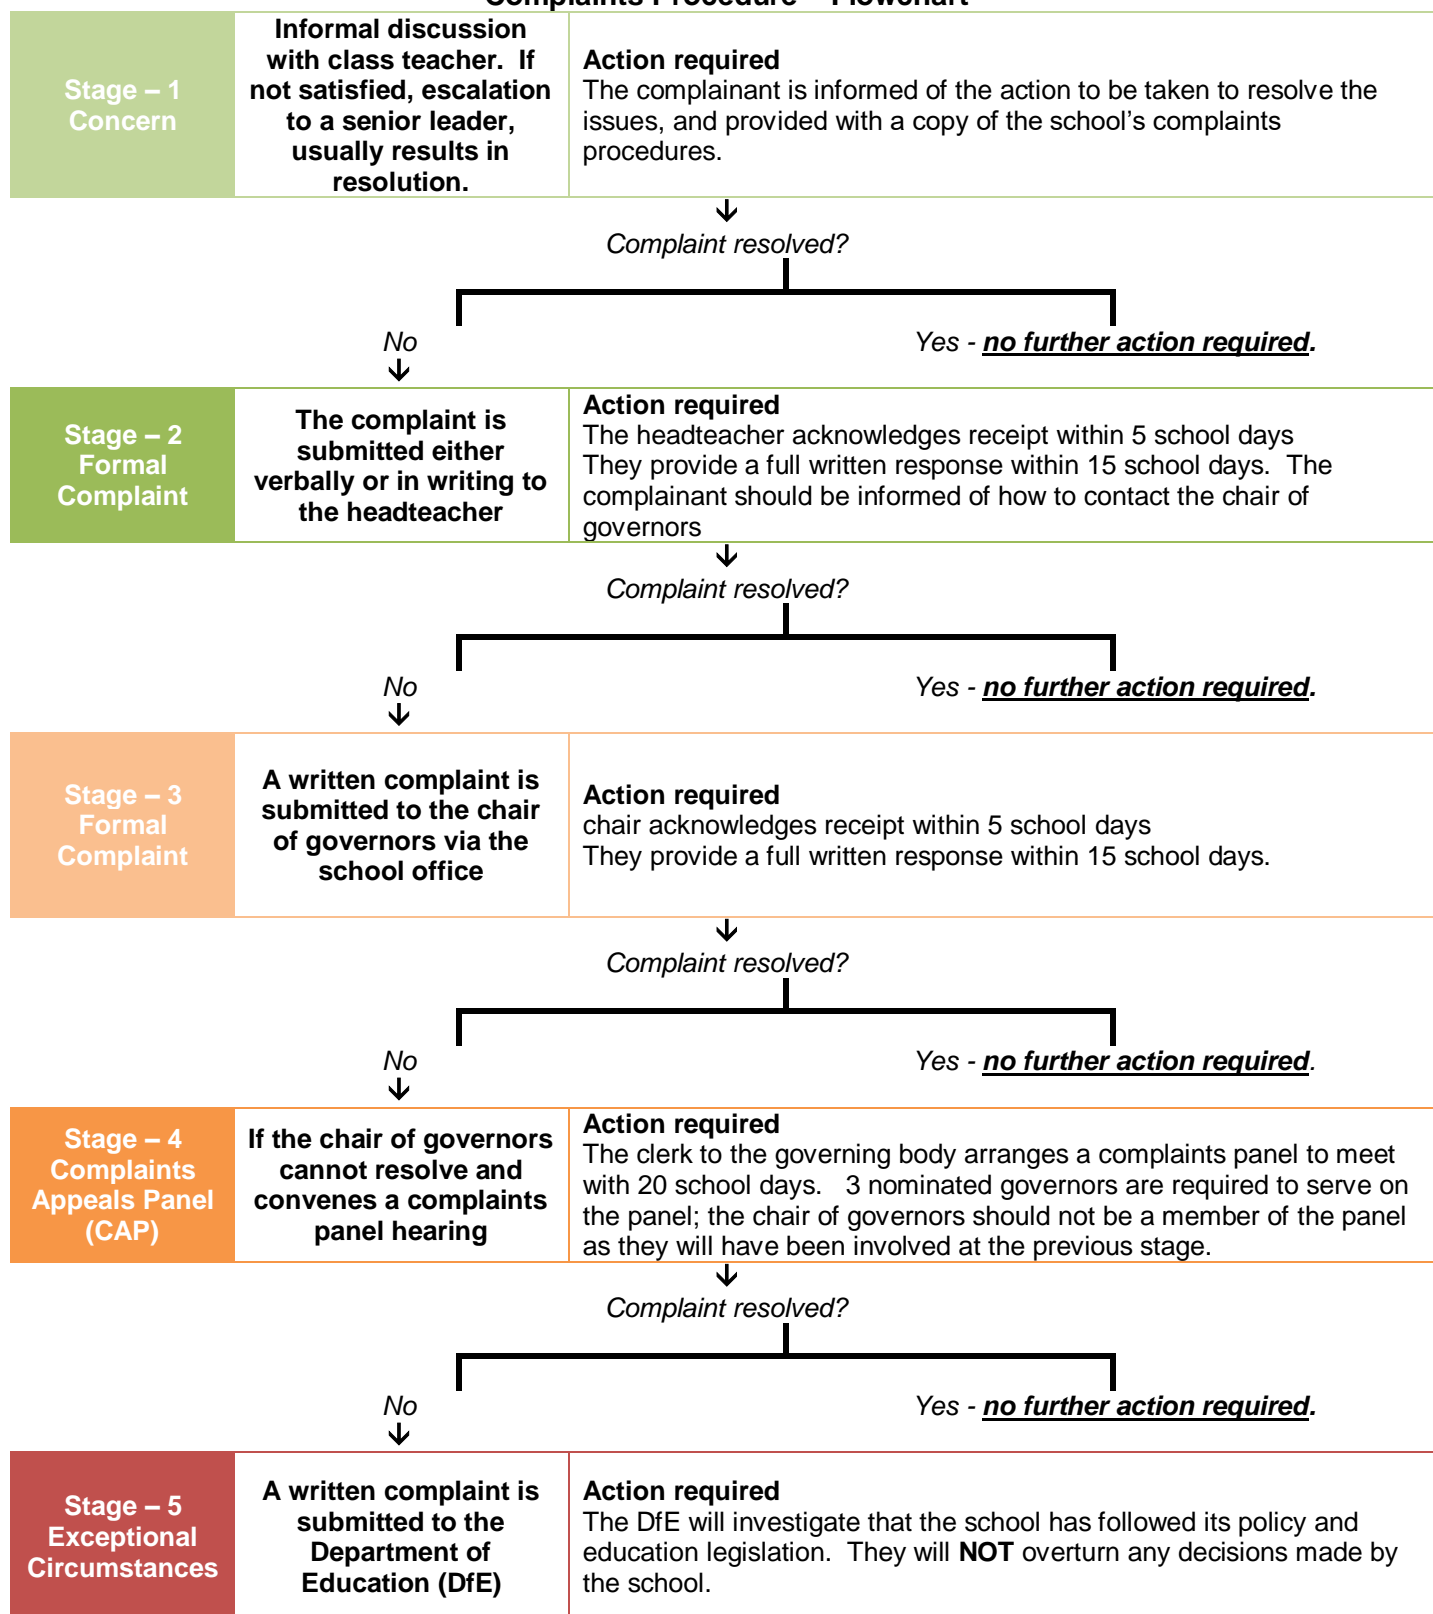 Complaints Procedure – Flowchart
Stage – 1
Concern
Informal discussion
with class teacher. If
not satisfied, escalation
to a senior leader,
usually results in
resolution.
Action required
The complainant is informed of the action to be taken to resolve the
issues, and provided with a copy of the school’s complaints
procedures.
Complaint resolved?
No
Yes - no further action required.
Stage – 2
Formal
Complaint
The complaint is
submitted either
verbally or in writing to
the headteacher
Action required
The headteacher acknowledges receipt within 5 school days
They provide a full written response within 15 school days. The
complainant should be informed of how to contact the chair of
governors
Complaint resolved?
No
Yes - no further action required.
Stage – 3
Formal
Complaint
A written complaint is
submitted to the chair
of governors via the
school office
Action required
chair acknowledges receipt within 5 school days
They provide a full written response within 15 school days.
Complaint resolved?
No
Yes - no further action required.
Stage – 4
Complaints
Appeals Panel
(CAP)
If the chair of governors
cannot resolve and
convenes a complaints
panel hearing
Action required
The clerk to the governing body arranges a complaints panel to meet
with 20 school days. 3 nominated governors are required to serve on
the panel; the chair of governors should not be a member of the panel
as they will have been involved at the previous stage.
Complaint resolved?
No
Yes - no further action required.
Stage – 5
Exceptional
Circumstances
A written complaint is
submitted to the
Department of
Education (DfE)
Action required
The DfE will investigate that the school has followed its policy and
education legislation. They will NOT overturn any decisions made by
the school.